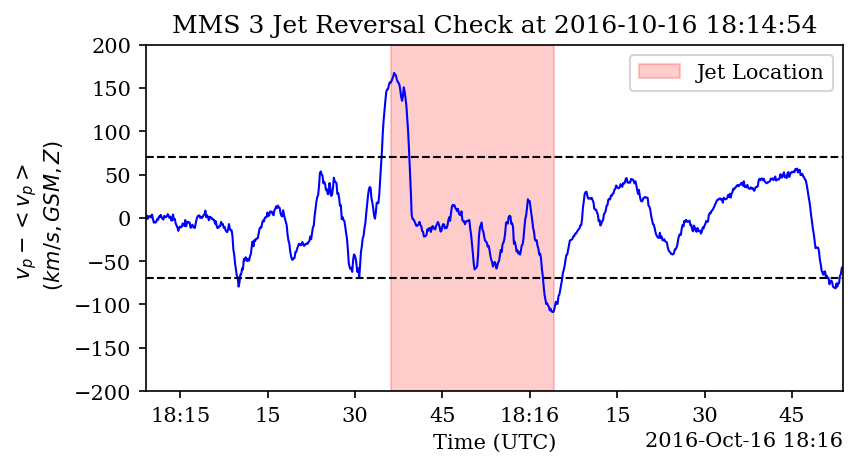 MMS 3 Jet Reversal Check at 2016-10-16 18:14:54
200
150
100
50
0
−50
−100
−150
−200
v_p − < v_p >
(km/s, GSM, Z)
Jet Location
18:15 15 30 45 18:16 15 30 45
Time (UTC)
2016-Oct-16 18:16